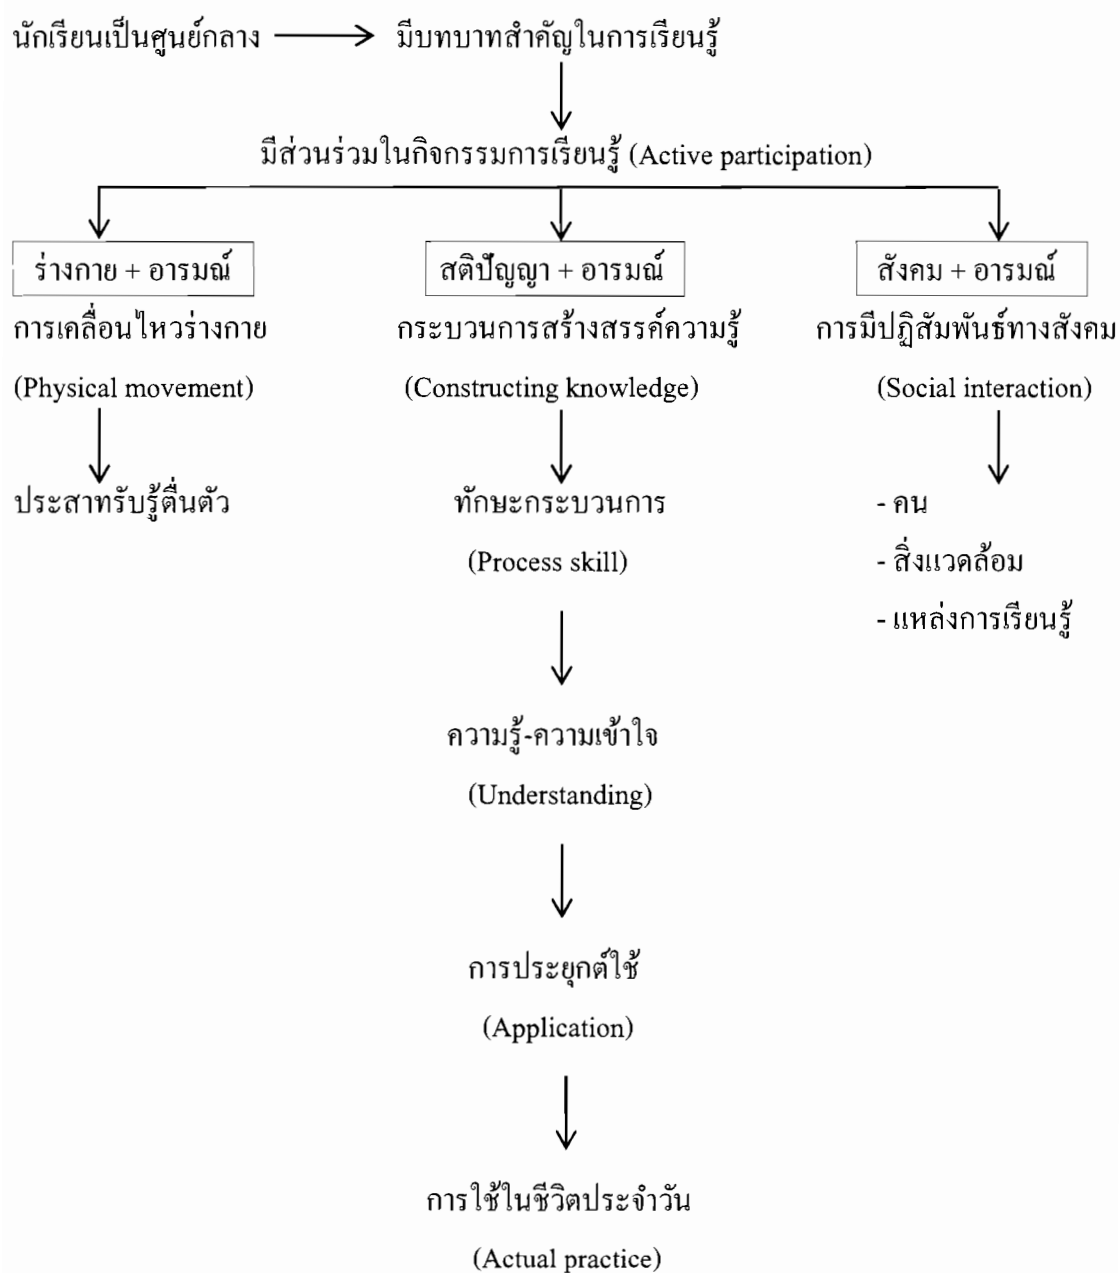 นักเรียนเป็นศูนย์กลาง
มีบทบาทสำคัญในการเรียนรู้
มีส่วนร่วมในกิจกรรมการเรียนรู้ (Active participation)
ร่างกาย + อารมณ์
สติปัญญา + อารมณ์
สังคม + อารมณ์
การเคลื่อนไหวร่างกาย
กระบวนการสร้างสรรค์ความรู้
การมีปฏิสัมพันธ์ทางสังคม
(Physical movement)
(Constructing knowledge)
(Social interaction)
ประสาทรับรู้ตื่นตัว
ทักษะกระบวนการ
- คน
(Process skill)
- สิ่งแวดล้อม
- แหล่งการเรียนรู้
ความรู้-ความเข้าใจ
(Understanding)
การประยุกต์ใช้
(Application)
การใช้ในชีวิตประจำวัน
(Actual practice)